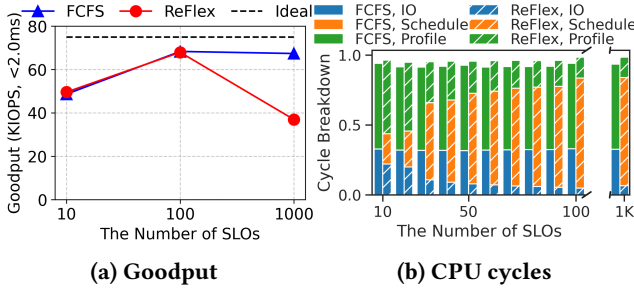 FCFS
ReFlex
Ideal
Goodput (KIOPS, <2.0ms)
80
60
40
20
0
10
100
1000
The Number of SLOs
(a) Goodput
FCFS, IO
ReFlex, IO
FCFS, Schedule
ReFlex, Schedule
FCFS, Profile
ReFlex, Profile
Cycle Breakdown
1.0
0.5
0.0
10
50
100
1K
The Number of SLOs
(b) CPU cycles